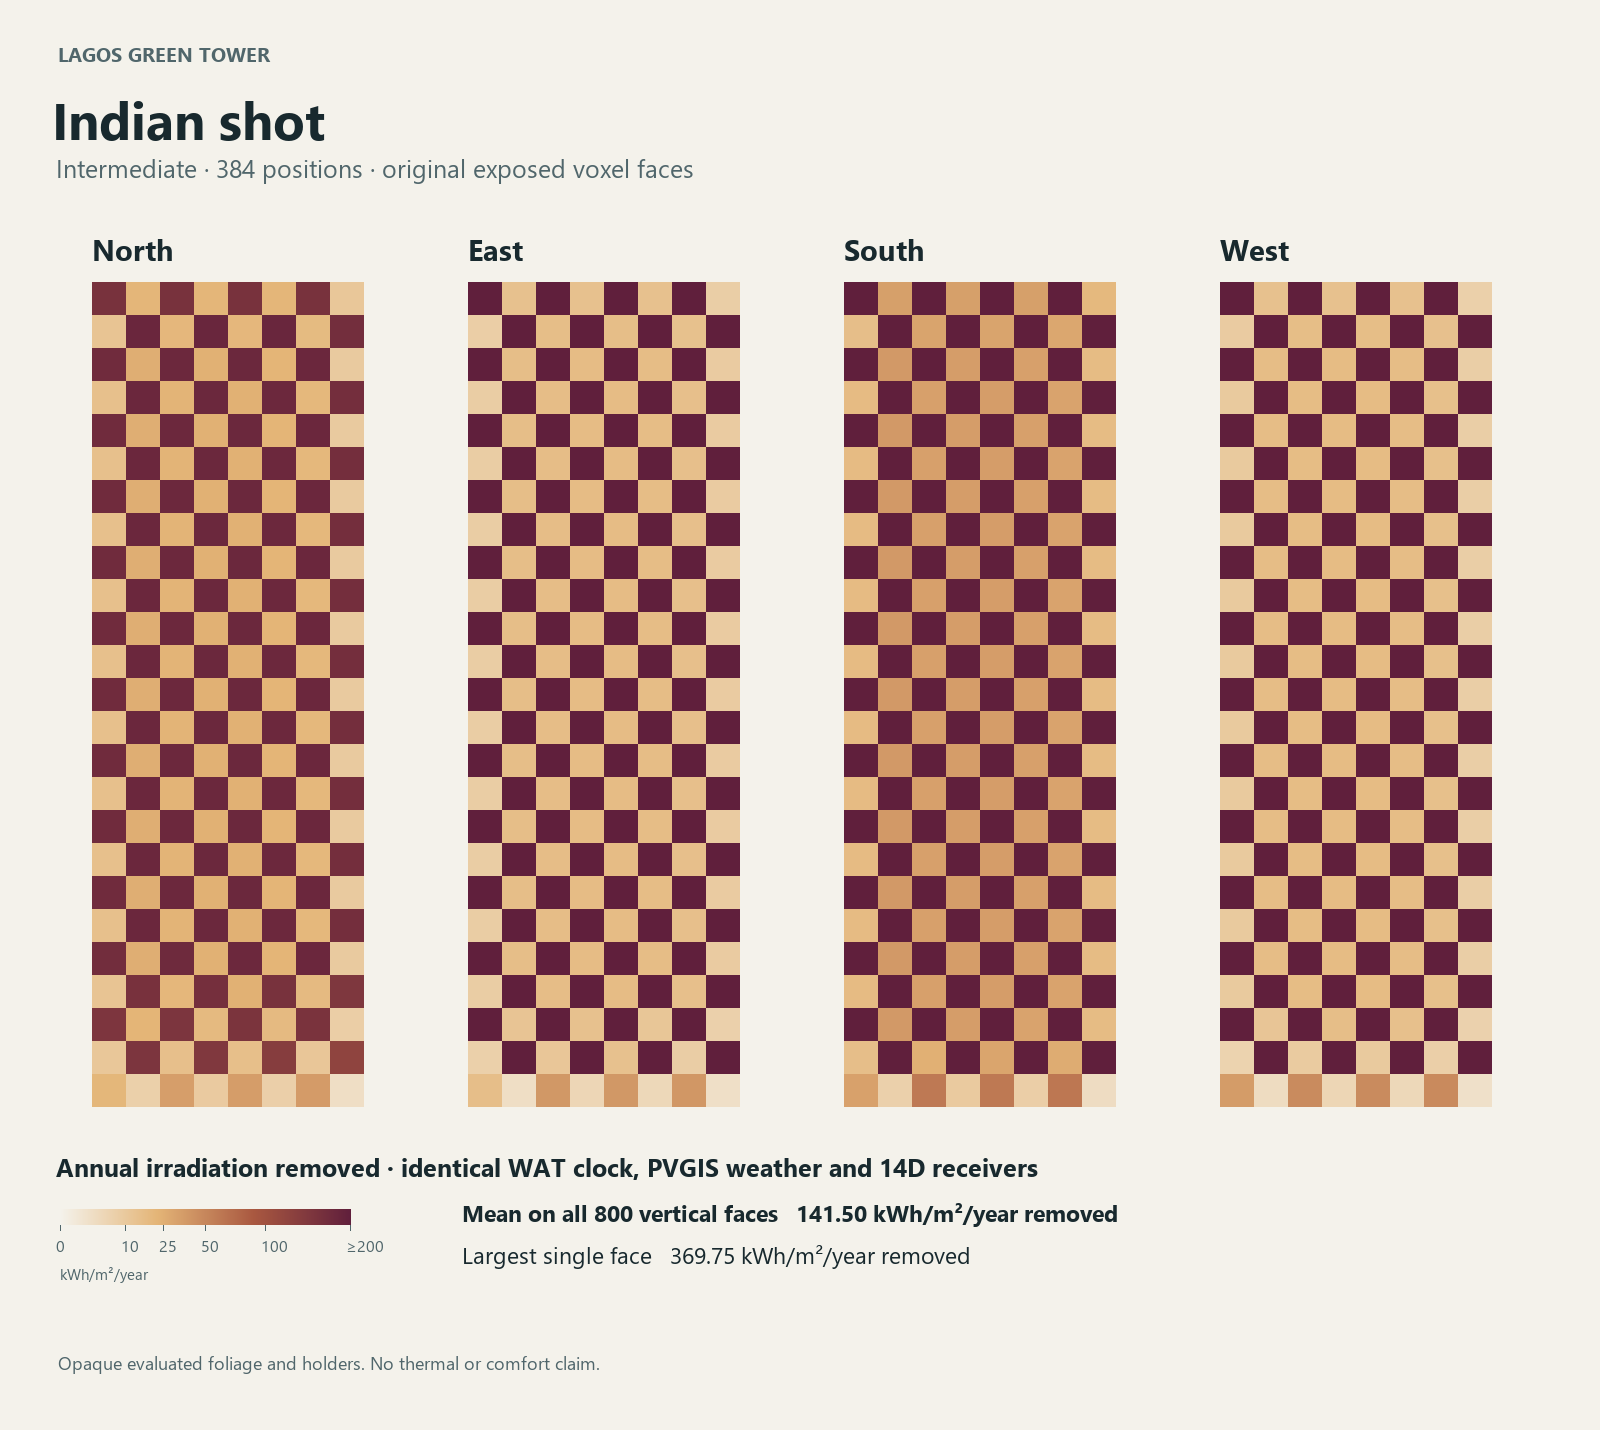 LAGOS GREEN TOWER
Indian shot
Intermediate · 384 positions · original exposed voxel faces
North East South West
Annual irradiation removed · identical WAT clock, PVGIS weather and 14D receivers
Mean on all 800 vertical faces 141.50 kWh/m²/year removed
0 10 25 50 100 ≥200
Largest single face 369.75 kWh/m²/year removed
kWh/m²/year
Opaque evaluated foliage and holders. No thermal or comfort claim.